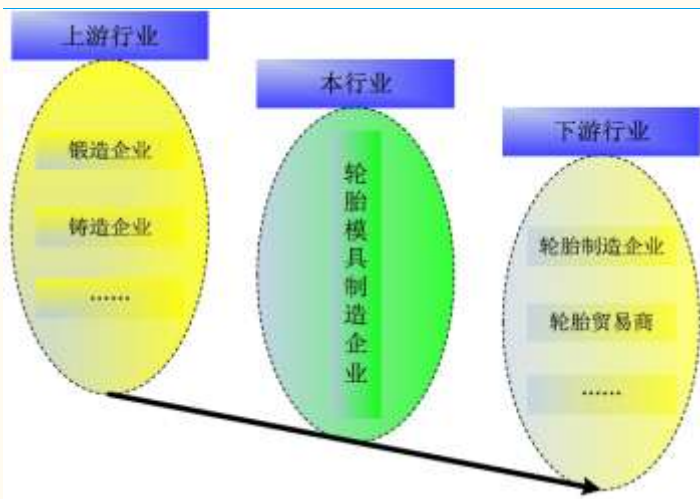 上游行业
锻造企业
铸造企业
……
本行业
轮胎模具制造企业
下游行业
轮胎制造企业
轮胎贸易商
……